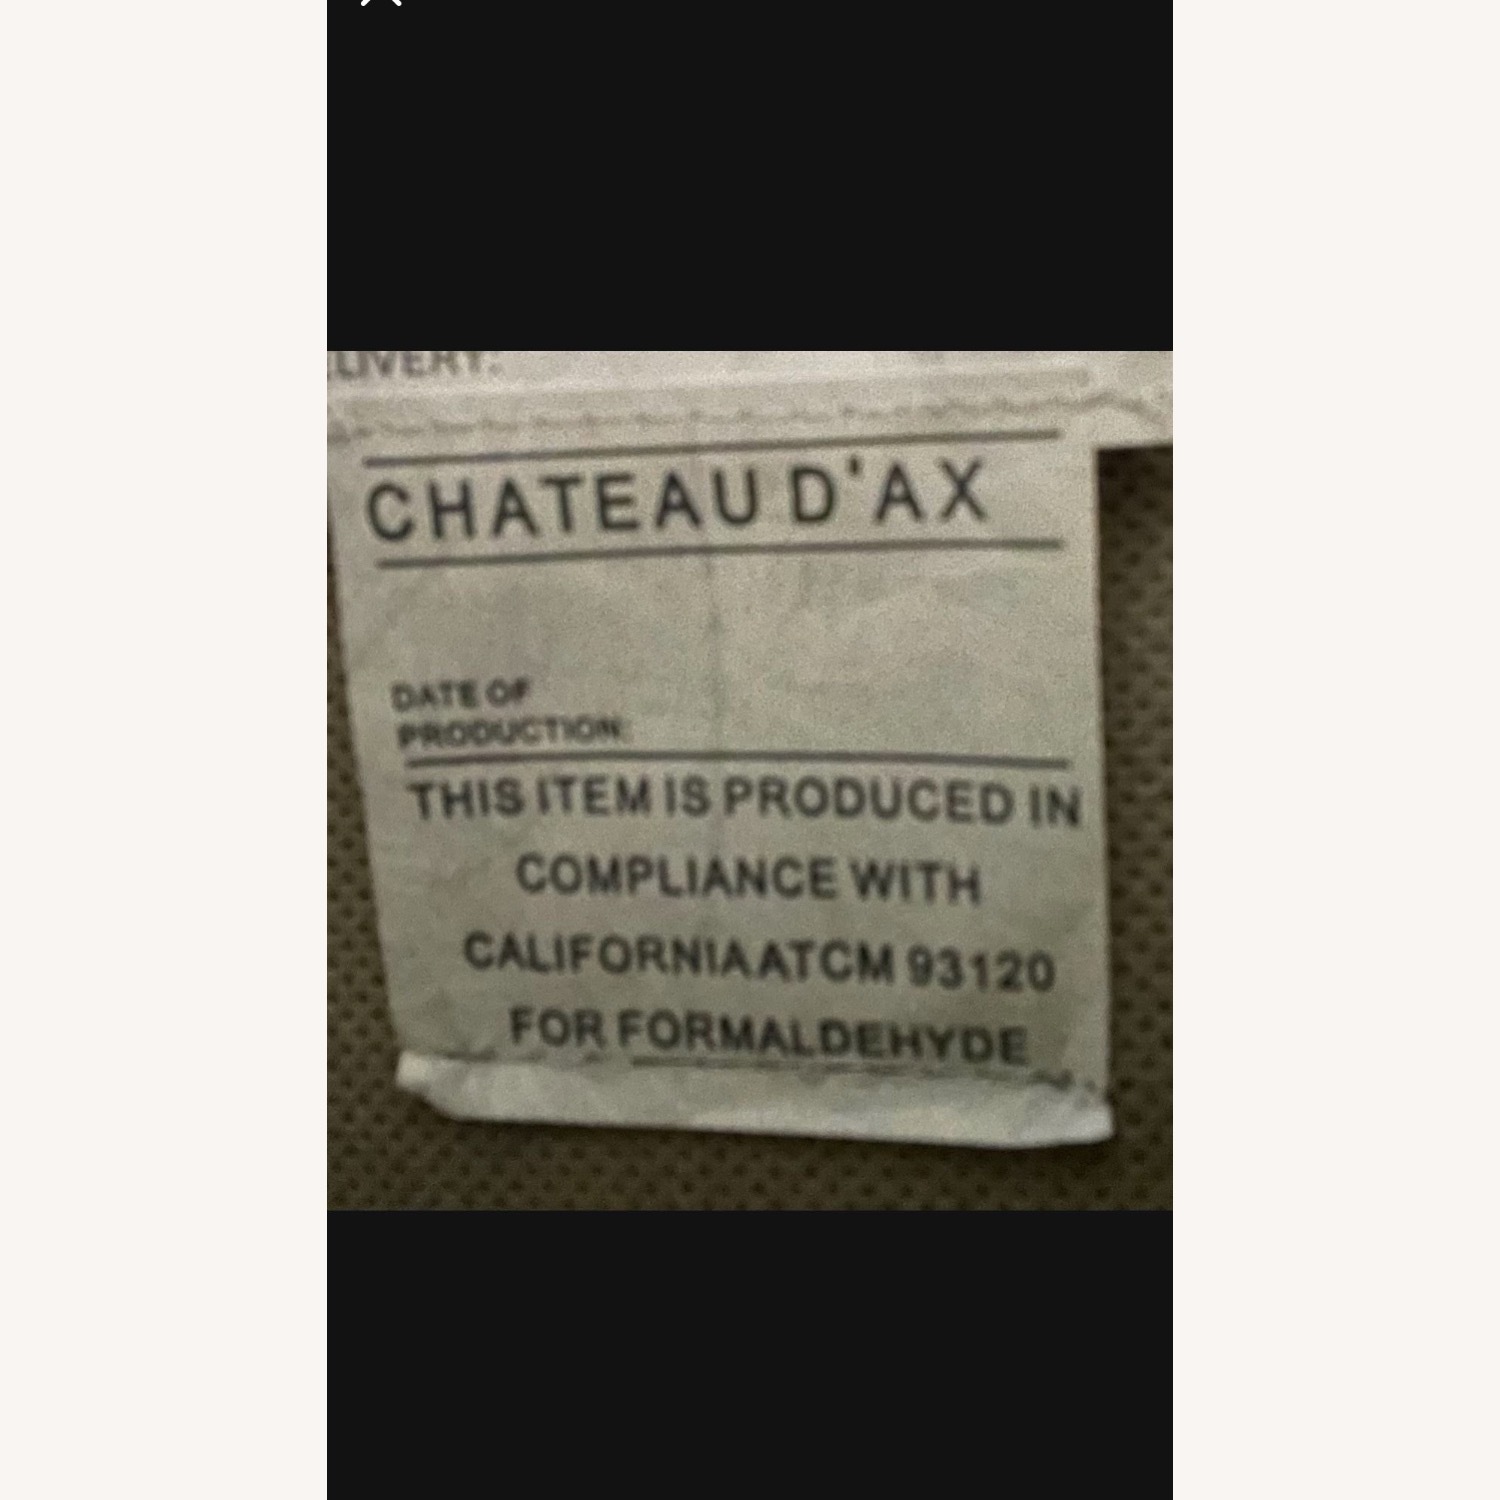 LIVERY:
CHATEAU D'AX
DATE OF
PRODUCTION:
THIS ITEM IS PRODUCED IN
COMPLIANCE WITH
CALIFORNIA ATCM 93120
FOR FORMALDEHYDE